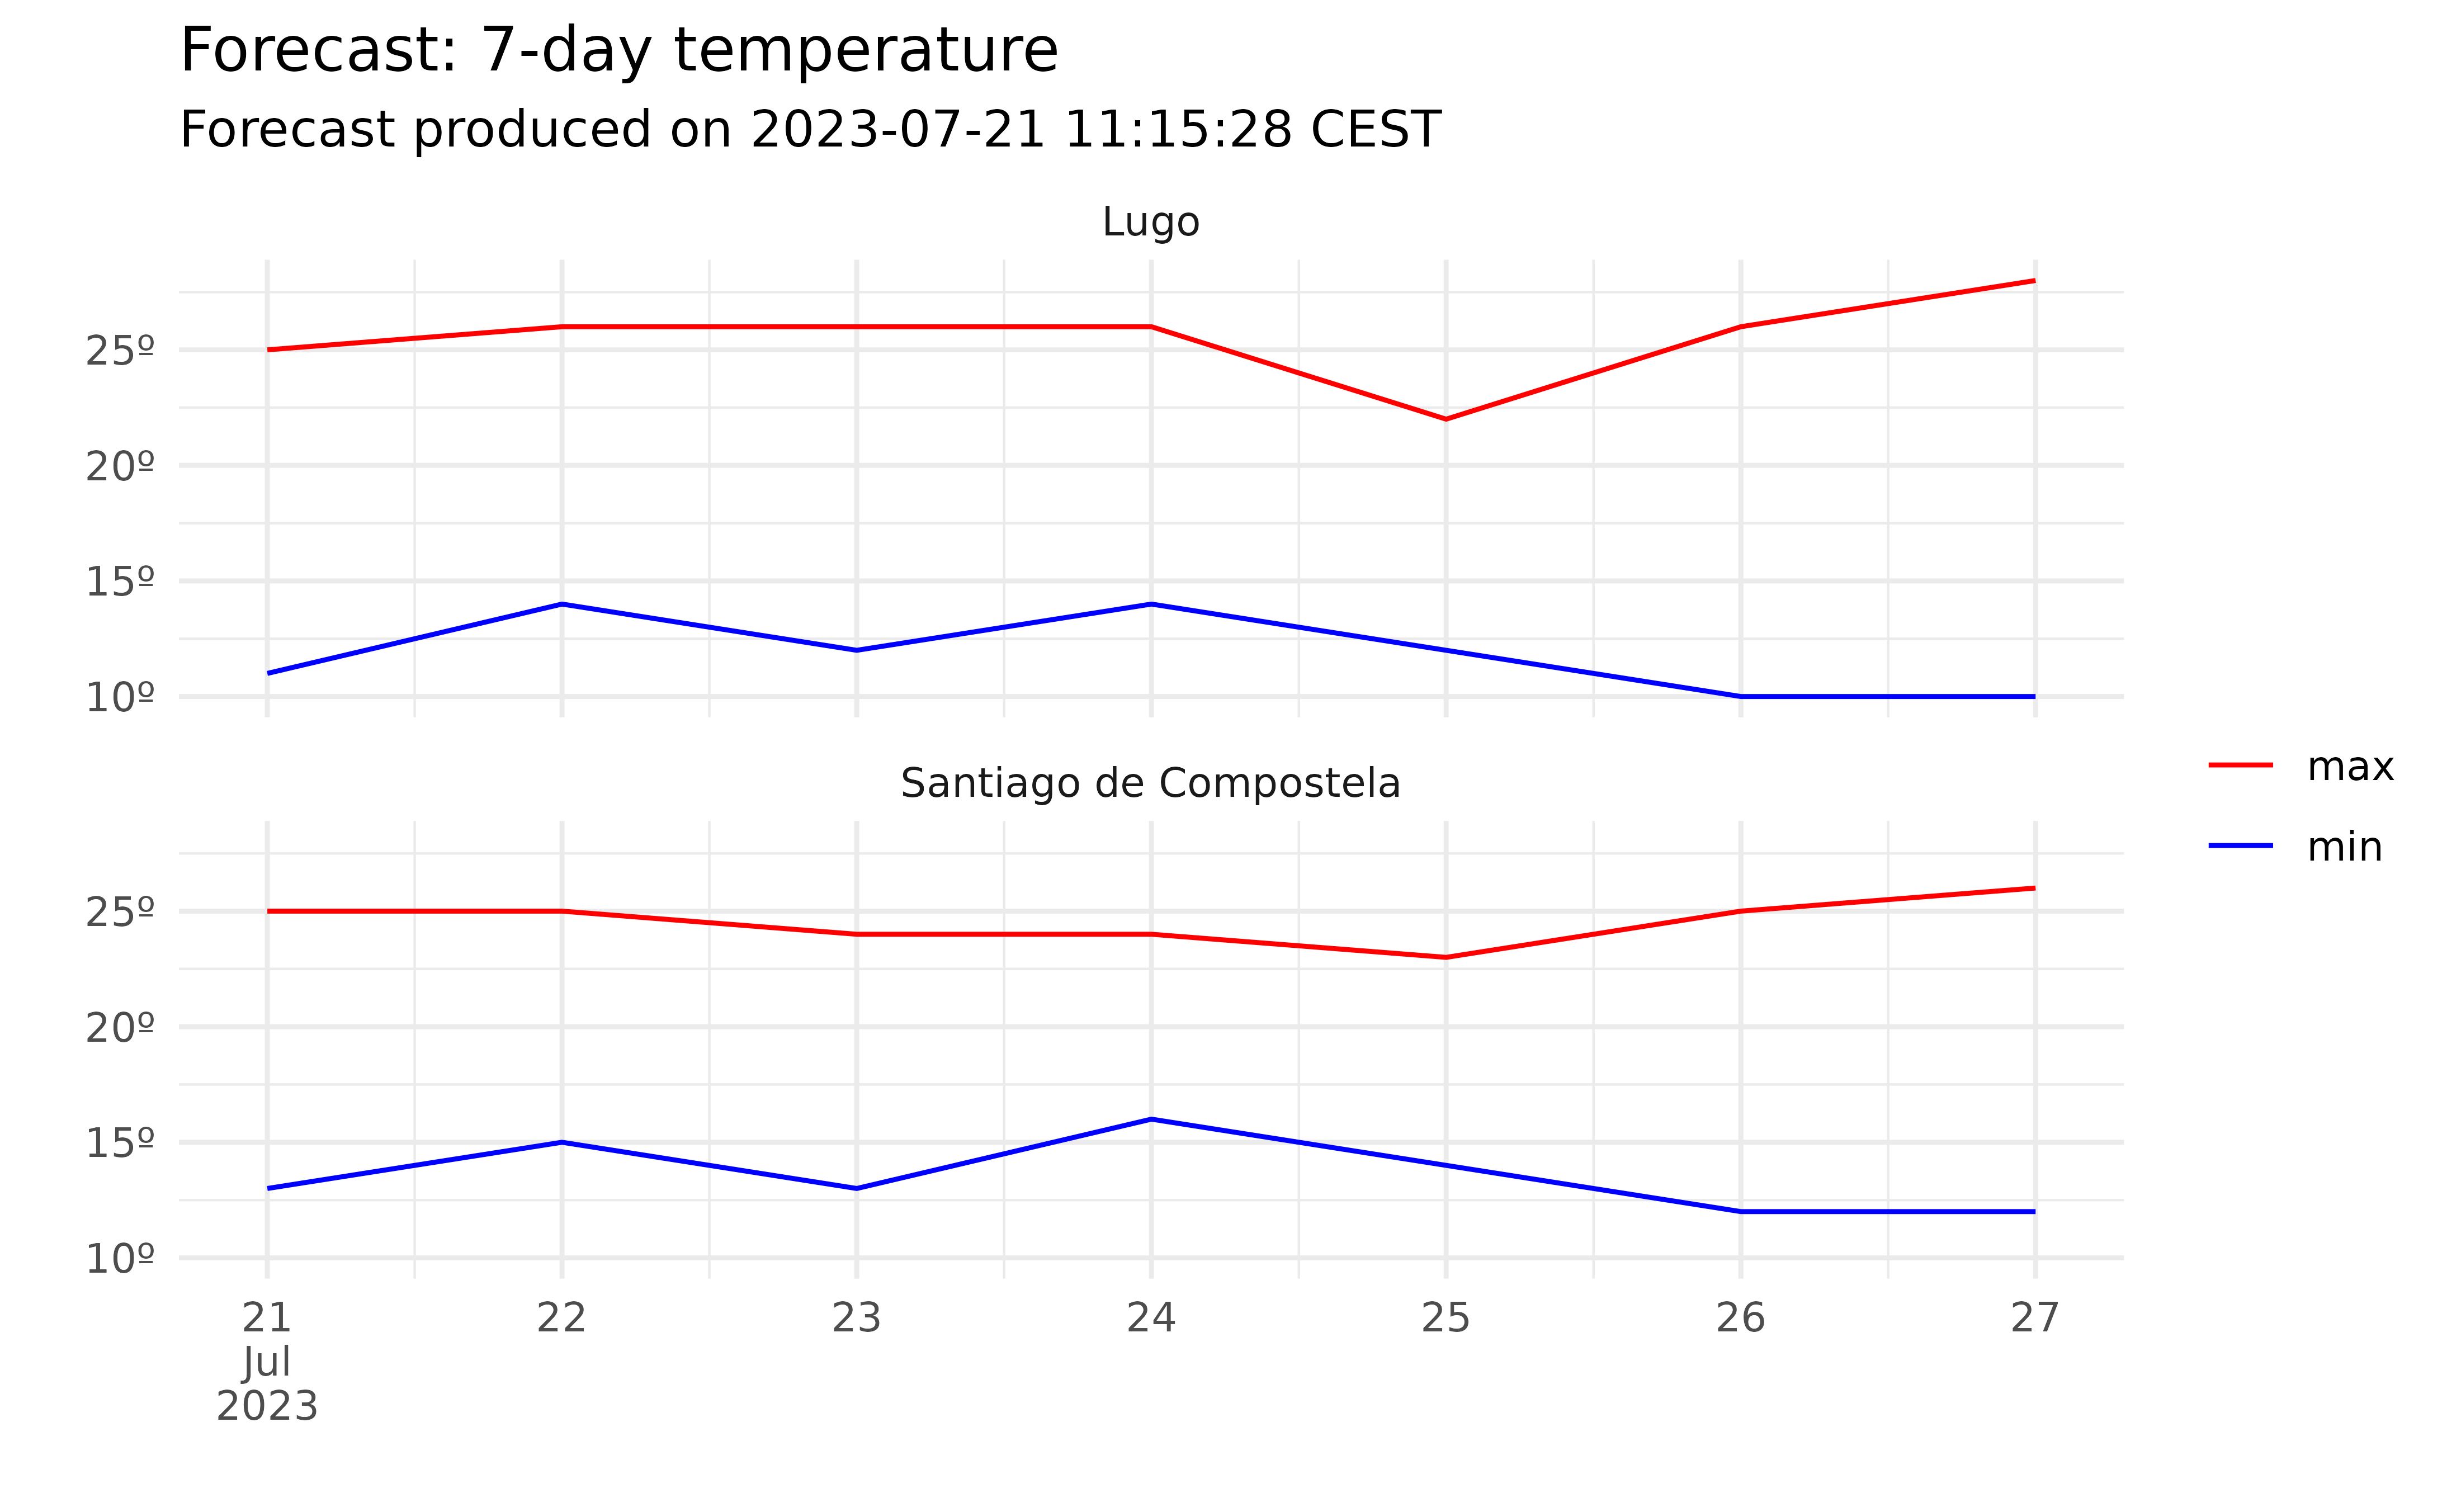 Forecast: 7-day temperature
Forecast produced on 2023-07-21 11:15:28 CEST
Lugo
25º
20º
15º
10º
Santiago de Compostela
max
min
25º
20º
15º
10º
21 22 23 24 25 26 27
Jul
2023